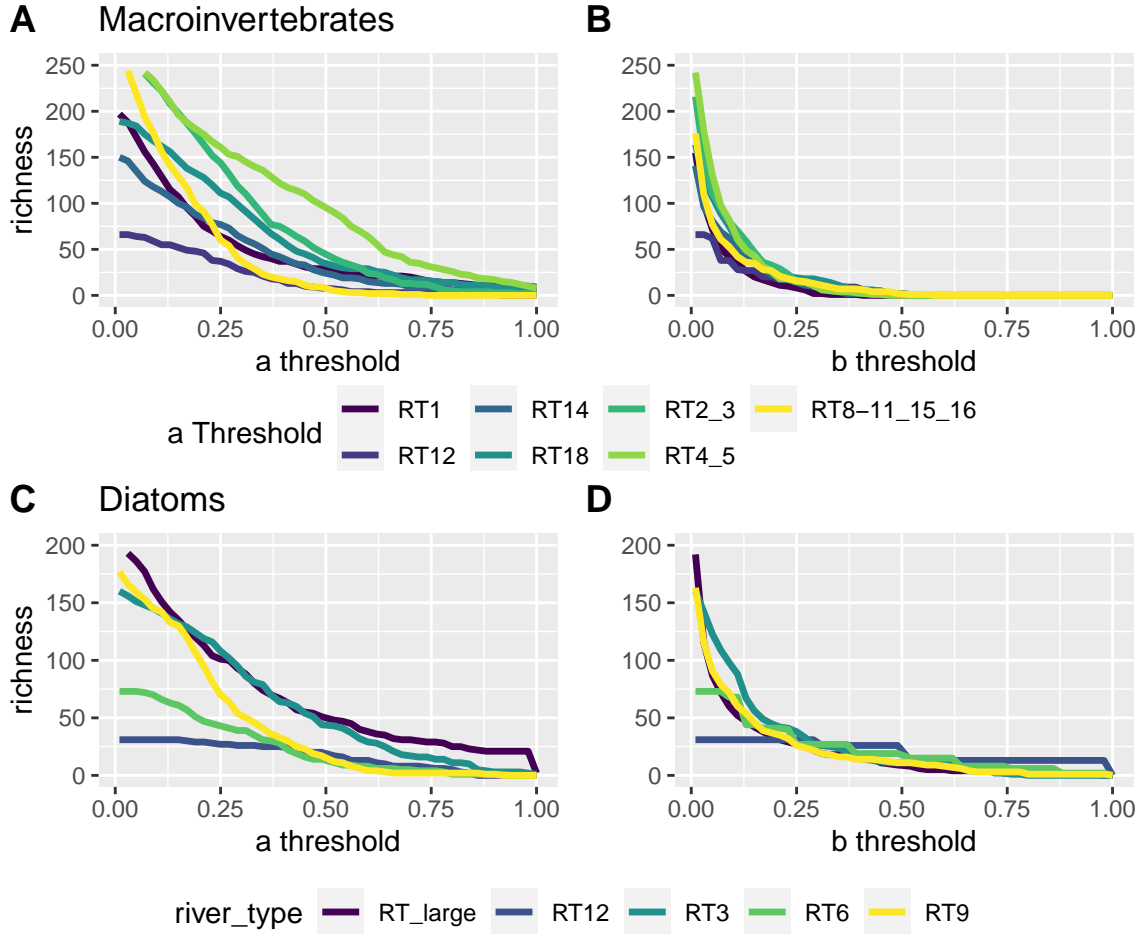 A Macroinvertebrates B
250
200
150
100
50
0
richness
0.00 0.25 0.50 0.75 1.00
a threshold
250
200
150
100
50
0
0.00 0.25 0.50 0.75 1.00
b threshold
a Threshold
RT1 RT14 RT2_3 RT8−11_15_16
RT12 RT18 RT4_5
C Diatoms D
200
150
100
50
0
richness
0.00 0.25 0.50 0.75 1.00
a threshold
200
150
100
50
0
richness
0.00 0.25 0.50 0.75 1.00
b threshold
river_type RT_large RT12 RT3 RT6 RT9